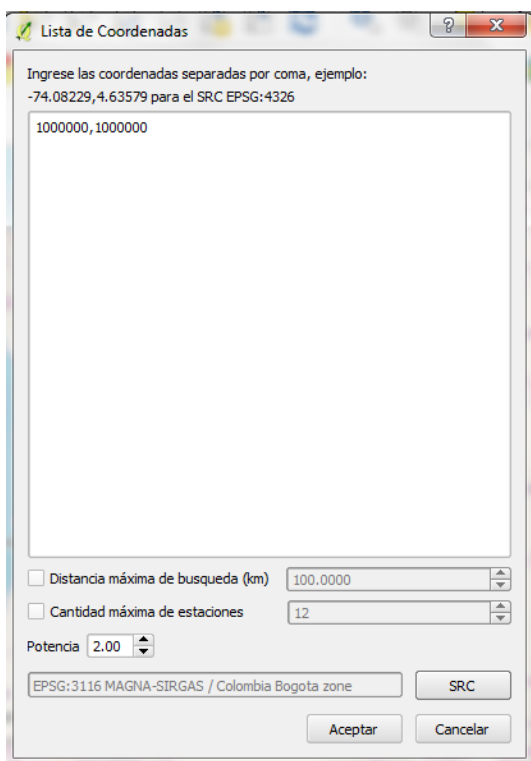 Lista de Coordenadas
?
x
Ingrese las coordenadas separadas por coma, ejemplo:
-74.08229,4.63579 para el SRC EPSG:4326
1000000,1000000
Distancia máxima de busqueda (km) 100.0000
Cantidad máxima de estaciones 12
Potencia 2.00
EPSG:3116 MAGNA-SIRGAS / Colombia Bogota zone SRC
Aceptar Cancelar